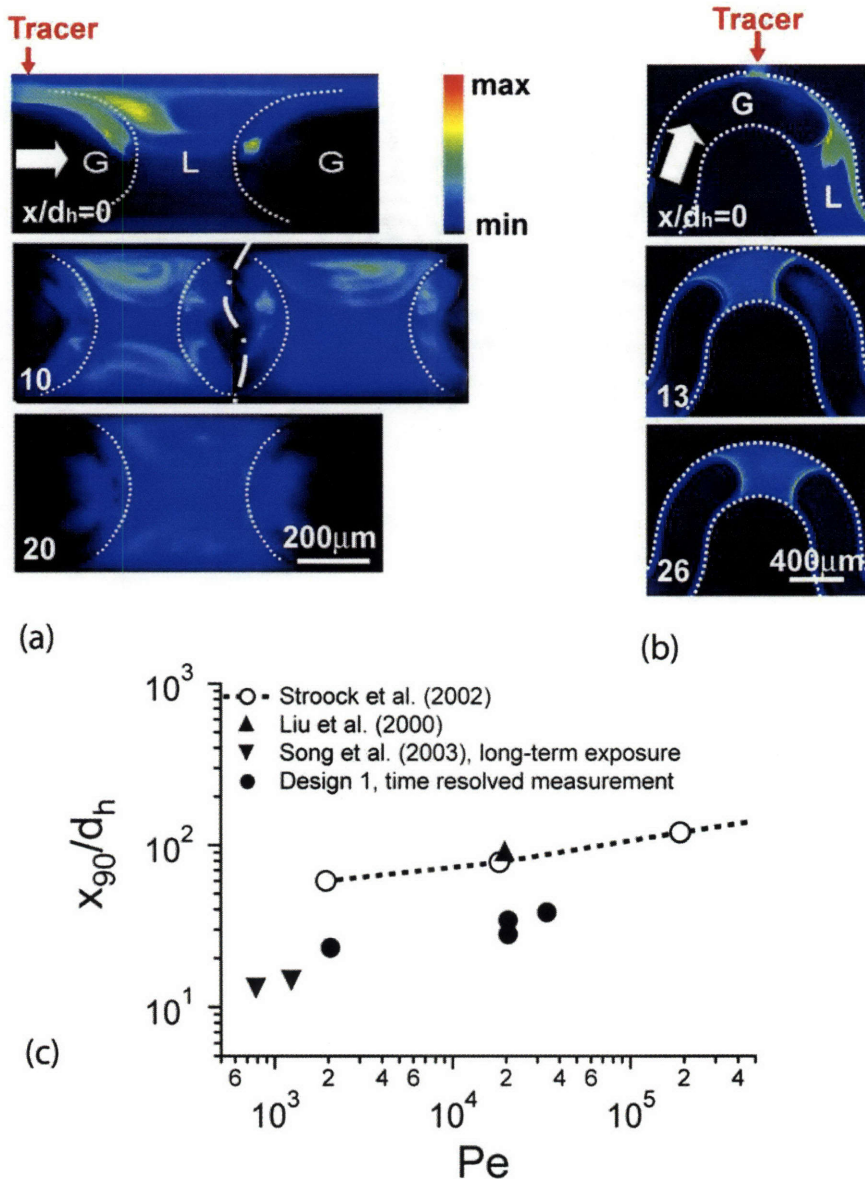 Tracer
G
L
G
x/dh=0
max
min
10
20
200μm
(a)
Tracer
G
L
x/dh=0
13
26
400μm
(b)
Stroock et al. (2002)
Liu et al. (2000)
Song et al. (2003), long-term exposure
Design 1, time resolved measurement
x90/dh
10³
10²
10¹
6 2 4 6 2 4 6 2 4
10³ 10⁴ 10⁵
Pe
(c)